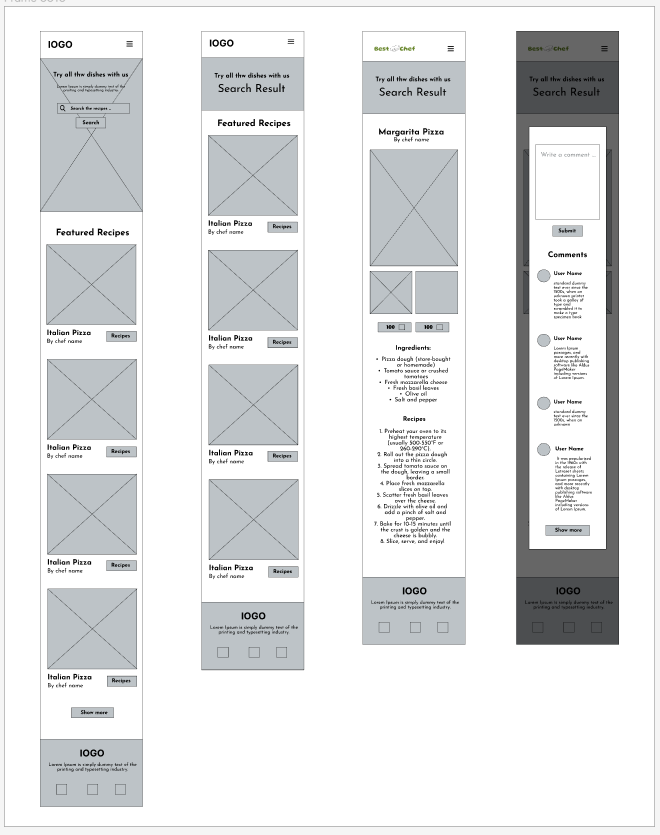 lOGO
Try all thw dishes with us
Lorem Ipsum is simply dummy text of the
printing and typesetting industry.
Search the recipes ...
Search
Featured Recipes
Italian Pizza
By chef name
Recipes
Italian Pizza
By chef name
Recipes
Italian Pizza
By chef name
Recipes
Italian Pizza
By chef name
Recipes
Show more
lOGO
Lorem Ipsum is simply dummy text of the
printing and typesetting industry.
lOGO
Try all thw dishes with us
Search Result
Featured Recipes
Italian Pizza
By chef name
Recipes
Italian Pizza
By chef name
Recipes
Italian Pizza
By chef name
Recipes
Italian Pizza
By chef name
Recipes
lOGO
Lorem Ipsum is simply dummy text of the
printing and typesetting industry.
Best Chef
Try all thw dishes with us
Search Result
Margarita Pizza
By chef name
100
100
Ingredients:
• Pizza dough (store-bought
or homemade)
• Tomato sauce or crushed
tomatoes
• Fresh mozzarella cheese
• Fresh basil leaves
• Olive oil
• Salt and pepper
Recipes
1. Preheat your oven to its
highest temperature
(usually 500-550°F or
260-290°C).
2. Roll out the pizza dough
into a thin circle.
3. Spread tomato sauce on
the dough, leaving a small
border.
4. Place fresh mozzarella
slices on top.
5. Scatter fresh basil leaves
over the cheese.
6. Drizzle with olive oil and
add a pinch of salt and
pepper.
7. Bake for 10-15 minutes until
the crust is golden and the
cheese is bubbly.
8. Slice, serve, and enjoy!
lOGO
Lorem Ipsum is simply dummy text of the
printing and typesetting industry.
Best Chef
Try all thw dishes with us
Search Result
Write a comment ...
Submit
Comments
User Name
standard dummy
text ever since the
1500s, when an
unknown printer
took a galley of
type and
scrambled it to
make a type
specimen book
User Name
Lorem Ipsum
passages, and
more recently with
desktop publishing
software like Aldus
PageMaker
including versions
of Lorem Ipsum.
User Name
standard dummy
text ever since the
1500s, when an
unknown
User Name
It was popularised
in the 1960s with
the release of
Letraset sheets
containing Lorem
Ipsum passages,
and more recently
with desktop
publishing software
like Aldus
PageMaker
including versions
of Lorem Ipsum.
Show more
lOGO
Lorem Ipsum is simply dummy text of the
printing and typesetting industry.